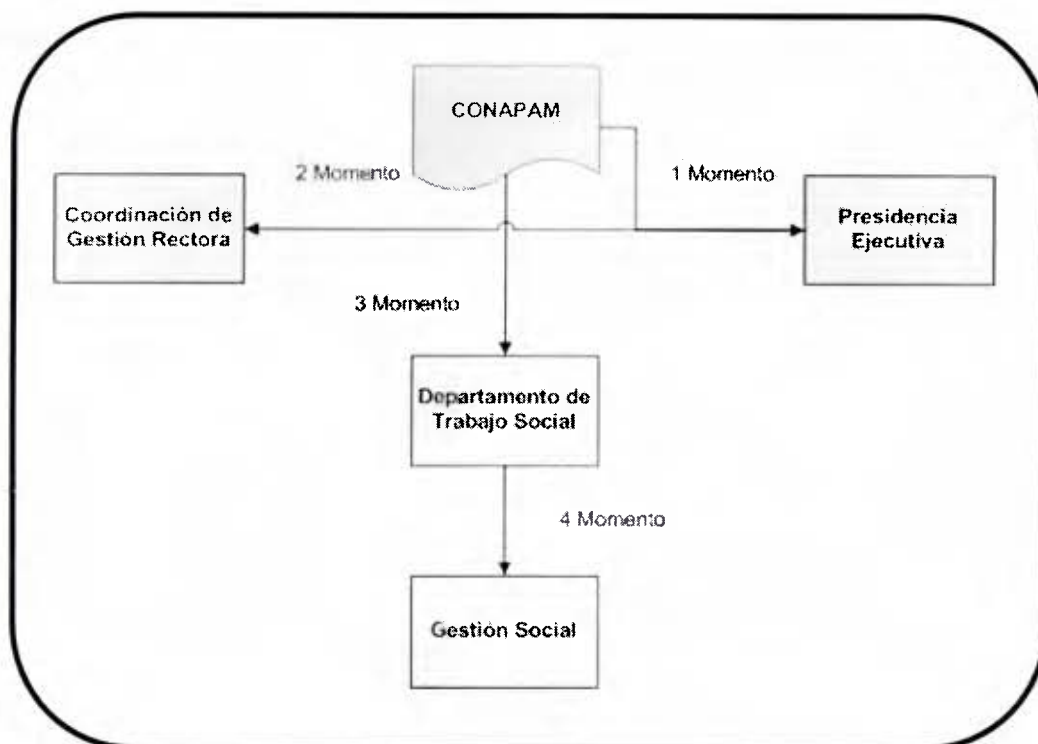 CONAPAM
2 Momento
1 Momento
Coordinación de
Gestión Rectora
Presidencia
Ejecutiva
3 Momento
Departamento de
Trabajo Social
4 Momento
Gestión Social